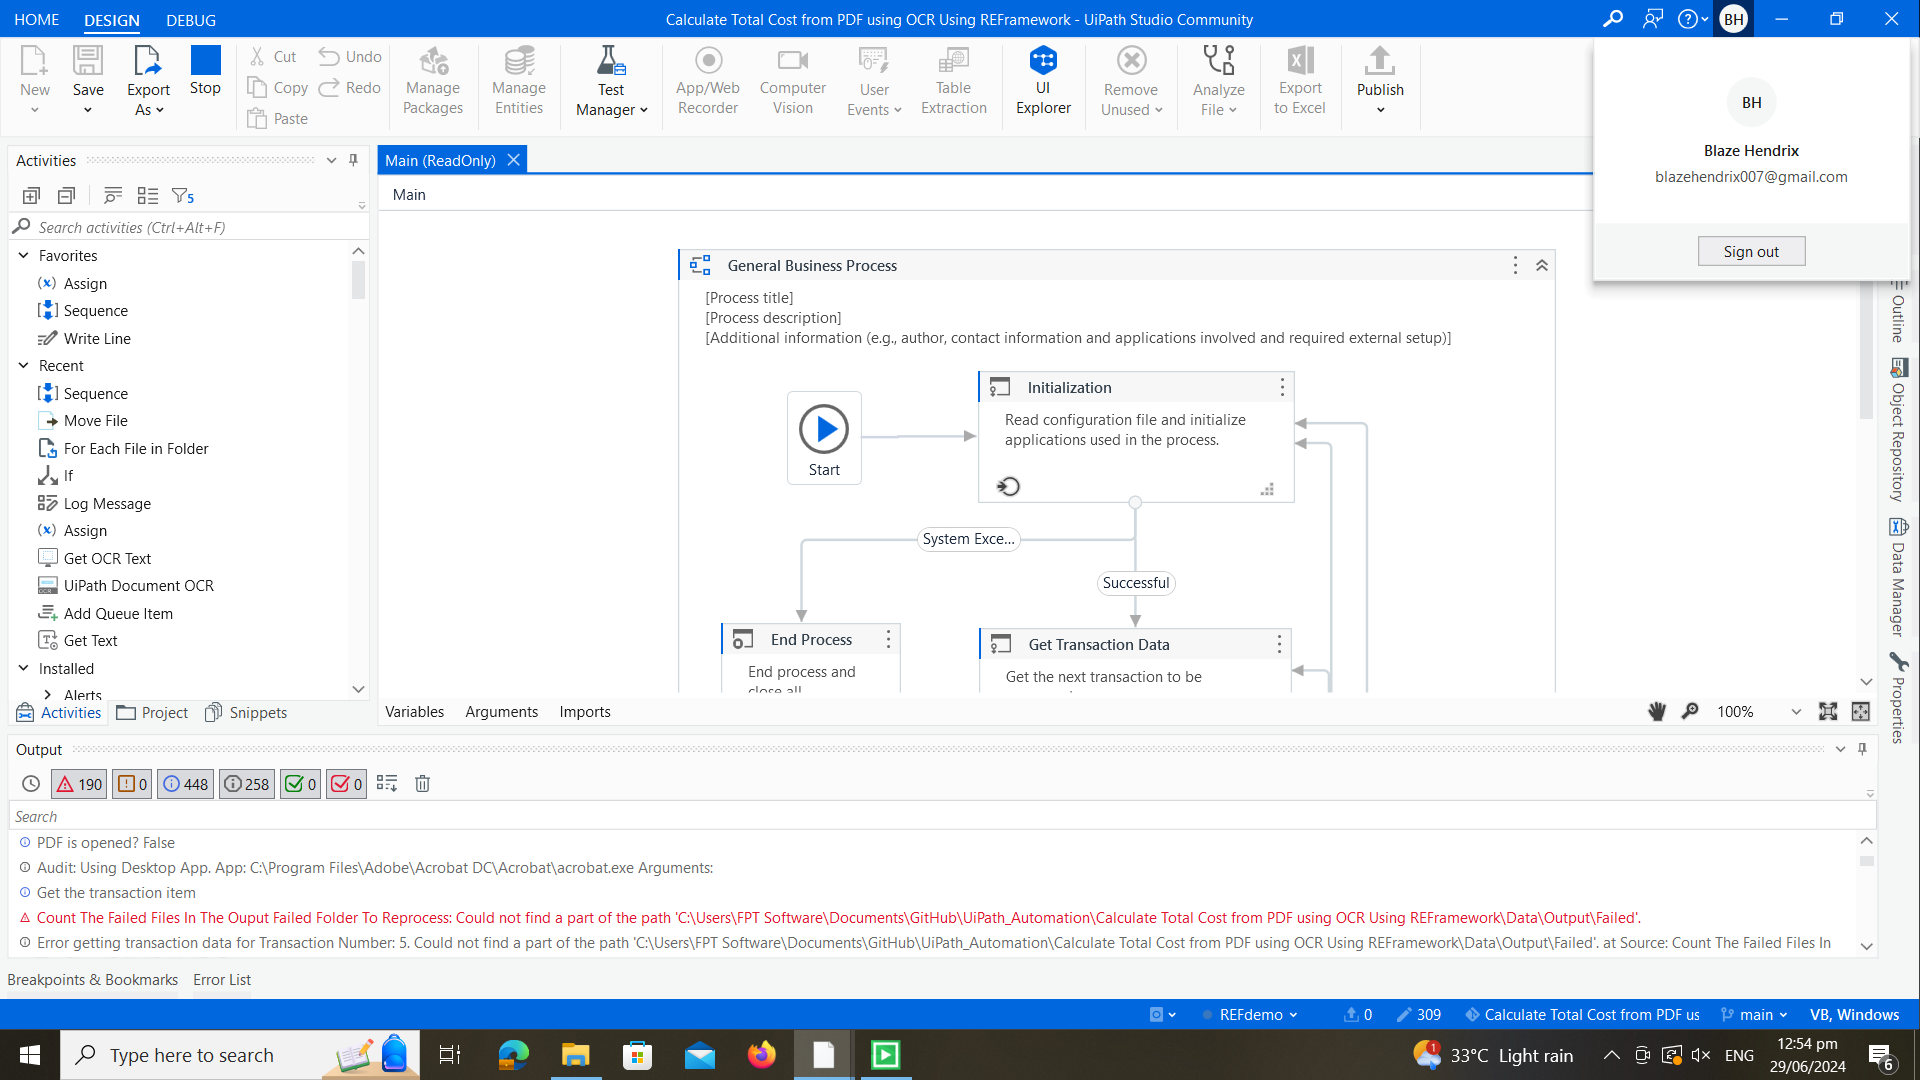 HOME DESIGN DEBUG
Calculate Total Cost from PDF using OCR Using REFramework - UiPath Studio Community
BH
New
Save
Export As
Stop
Cut
Copy
Paste
Undo
Redo
Manage Packages
Manage Entities
Test Manager
App/Web Recorder
Computer Vision
User Events
Table Extraction
UI Explorer
Remove Unused
Analyze File
Export to Excel
Publish
BH
Blaze Hendrix
blazehendrix007@gmail.com
Sign out
Activities
5
Search activities (Ctrl+Alt+F)
Favorites
Assign
Sequence
Write Line
Recent
Sequence
Move File
For Each File in Folder
If
Log Message
Assign
Get OCR Text
UiPath Document OCR
Add Queue Item
Get Text
Installed
Alerts
Activities Project Snippets
Main (ReadOnly)
Main
General Business Process
[Process title]
[Process description]
[Additional information (e.g., author, contact information and applications involved and required external setup)]
Start
Initialization
Read configuration file and initialize
applications used in the process.
System Exce...
Successful
End Process
End process and
close all
Get Transaction Data
Get the next transaction to be
Variables Arguments Imports
100%
Outline
Object Repository
Data Manager
Properties
Output
190 0 448 258 0 0
Search
PDF is opened? False
Audit: Using Desktop App. App: C:\Program Files\Adobe\Acrobat DC\Acrobat\acrobat.exe Arguments:
Get the transaction item
Count The Failed Files In The Ouput Failed Folder To Reprocess: Could not find a part of the path 'C:\Users\FPT Software\Documents\GitHub\UiPath_Automation\Calculate Total Cost from PDF using OCR Using REFramework\Data\Output\Failed'.
Error getting transaction data for Transaction Number: 5. Could not find a part of the path 'C:\Users\FPT Software\Documents\GitHub\UiPath_Automation\Calculate Total Cost from PDF using OCR Using REFramework\Data\Output\Failed'. at Source: Count The Failed Files In
Breakpoints & Bookmarks Error List
REFdemo 0 309 Calculate Total Cost from PDF us main VB, Windows
Type here to search
1
33°C Light rain
ENG
12:54 pm
29/06/2024
6